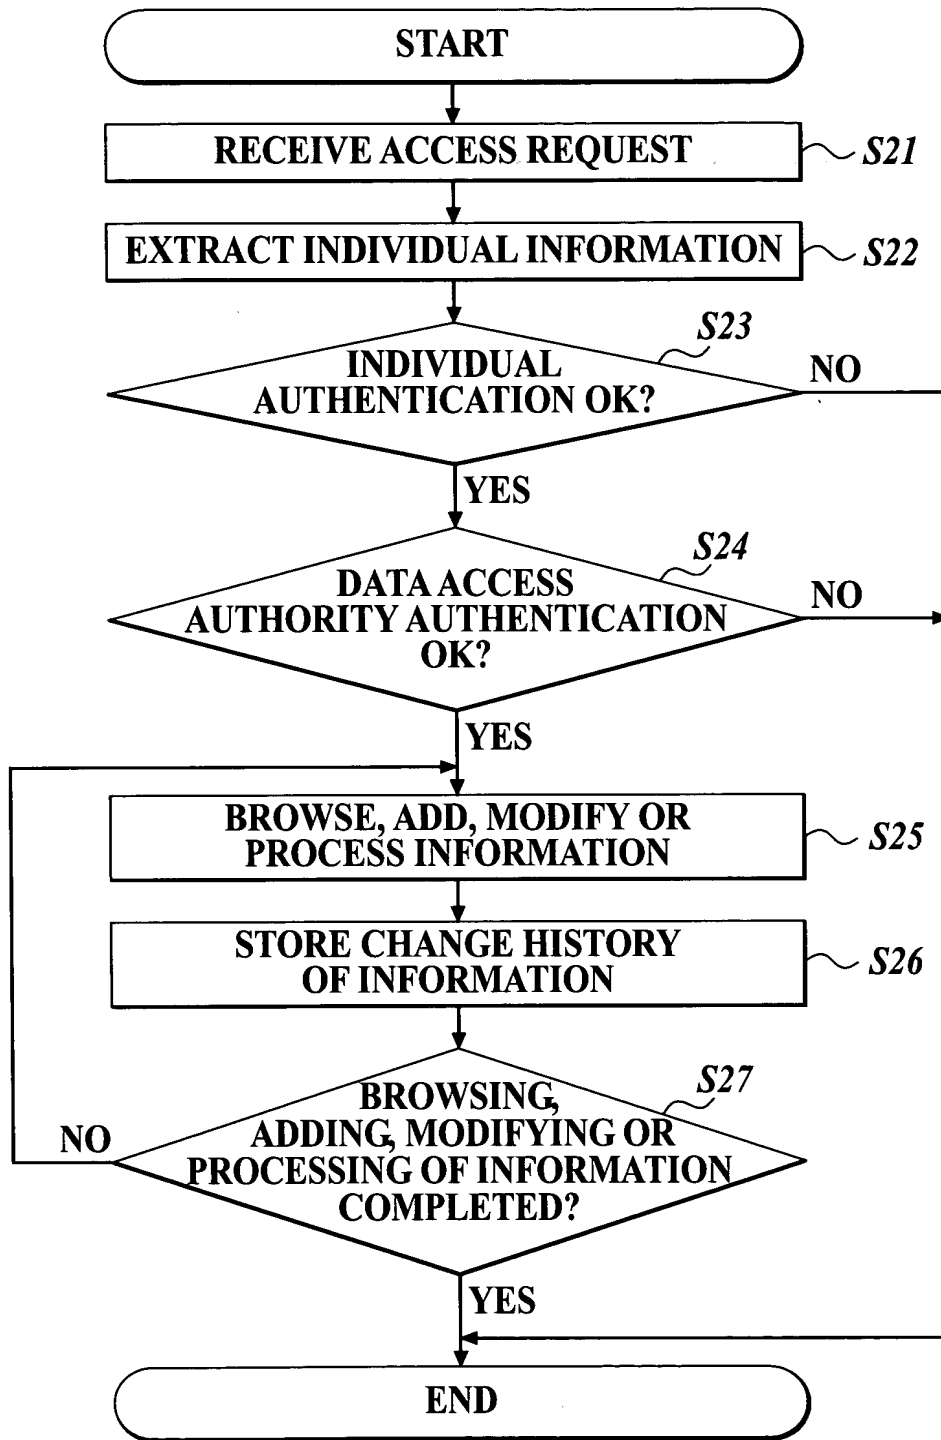 START
RECEIVE ACCESS REQUEST
S21
EXTRACT INDIVIDUAL INFORMATION
S22
S23
INDIVIDUAL
AUTHENTICATION OK?
NO
YES
S24
DATA ACCESS
AUTHORITY AUTHENTICATION
OK?
NO
YES
BROWSE, ADD, MODIFY OR
PROCESS INFORMATION
S25
STORE CHANGE HISTORY
OF INFORMATION
S26
S27
BROWSING,
ADDING, MODIFYING OR
PROCESSING OF INFORMATION
COMPLETED?
NO
YES
END